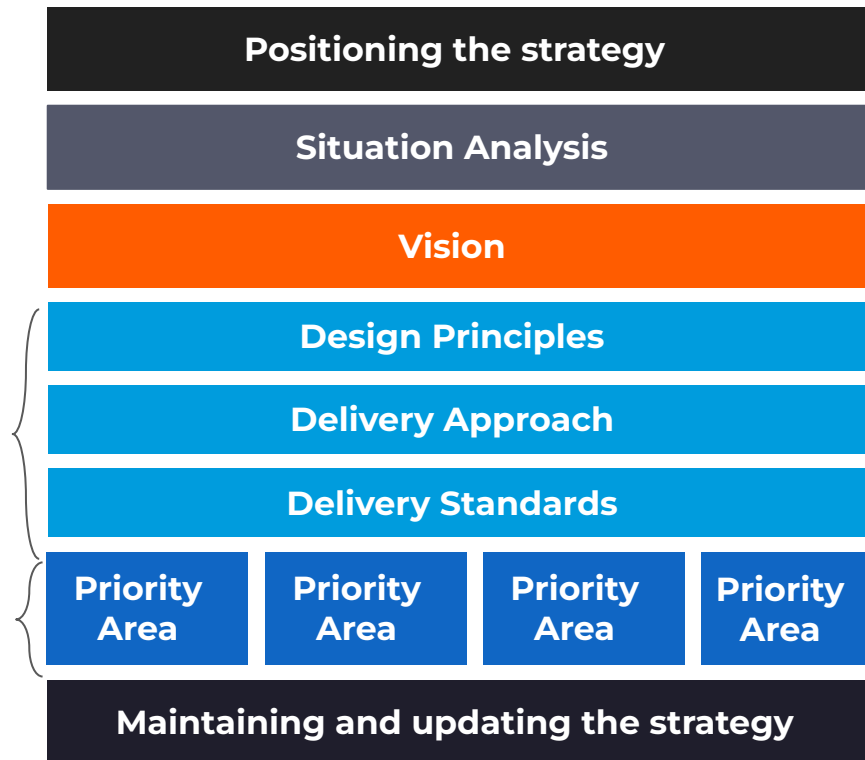 Positioning the strategy
Situation Analysis
Vision
Design Principles
Delivery Approach
Delivery Standards
Priority
Area
Priority
Area
Priority
Area
Priority
Area
Maintaining and updating the strategy